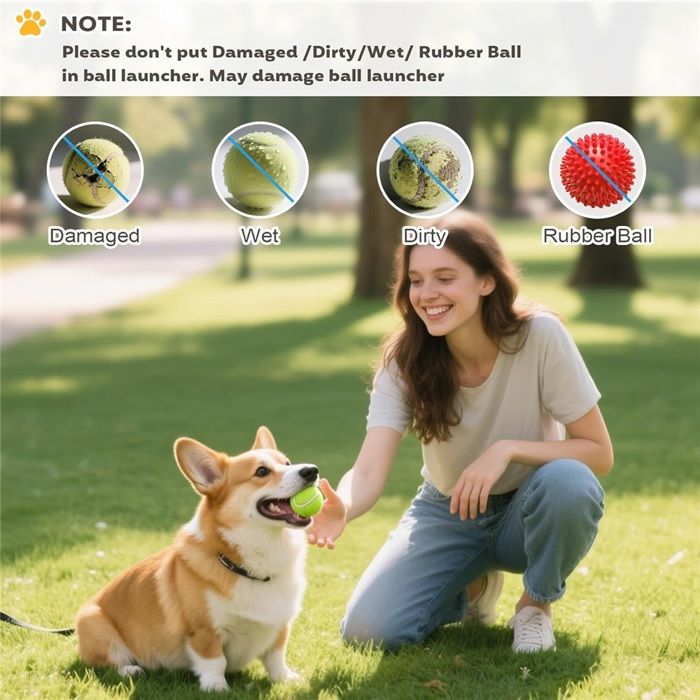 NOTE:
Please don't put Damaged /Dirty/Wet/ Rubber Ball
in ball launcher. May damage ball launcher
Damaged
Wet
Dirty
Rubber Ball